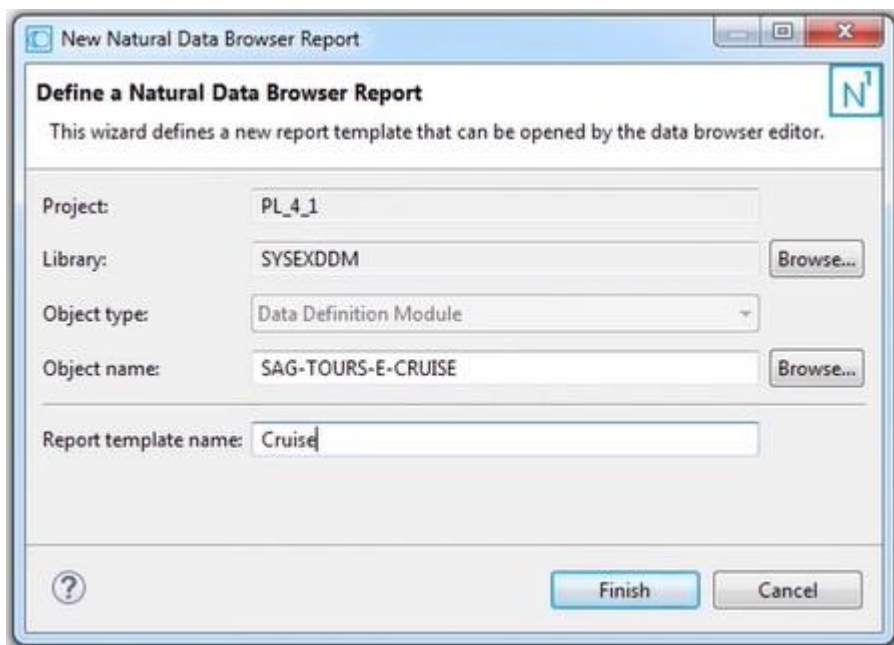 New Natural Data Browser Report
Define a Natural Data Browser Report
N1
This wizard defines a new report template that can be opened by the data browser editor.
Project: PL_4_1
Library: SYSEXDDM Browse...
Object type: Data Definition Module
Object name: SAG-TOURS-E-CRUISE Browse...
Report template name: Cruise
? Finish Cancel